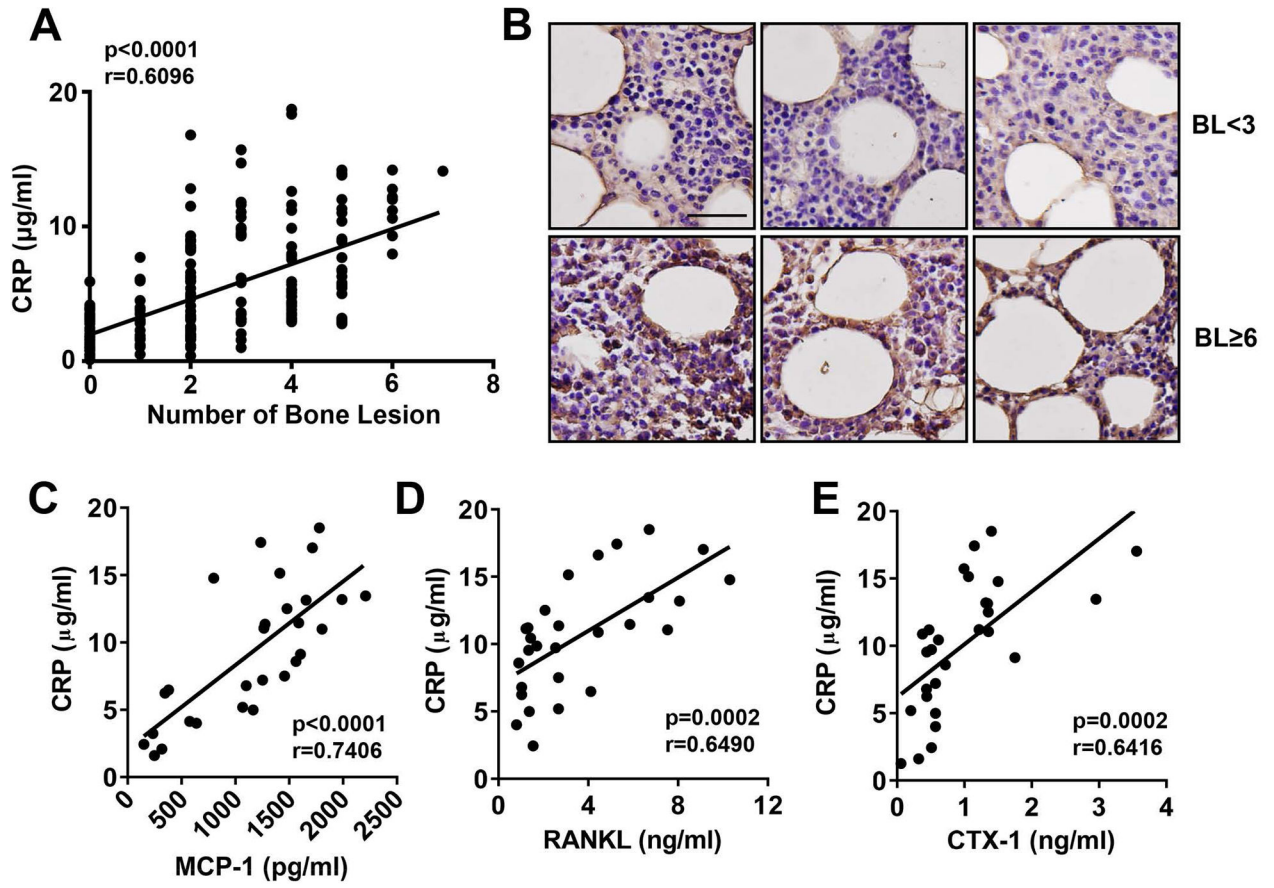 A
p<0.0001
r=0.6096
20
10
0
CRP (µg/ml)
0 2 4 6 8
Number of Bone Lesion
B
BL<3
BL≥6
C
20
15
10
5
0
CRP (µg/ml)
p<0.0001
r=0.7406
0 500 1000 1500 2000 2500
MCP-1 (pg/ml)
D
20
15
10
5
0
CRP (µg/ml)
p=0.0002
r=0.6490
0 4 8 12
RANKL (ng/ml)
E
20
15
10
5
0
CRP (µg/ml)
p=0.0002
r=0.6416
0 1 2 3 4
CTX-1 (ng/ml)